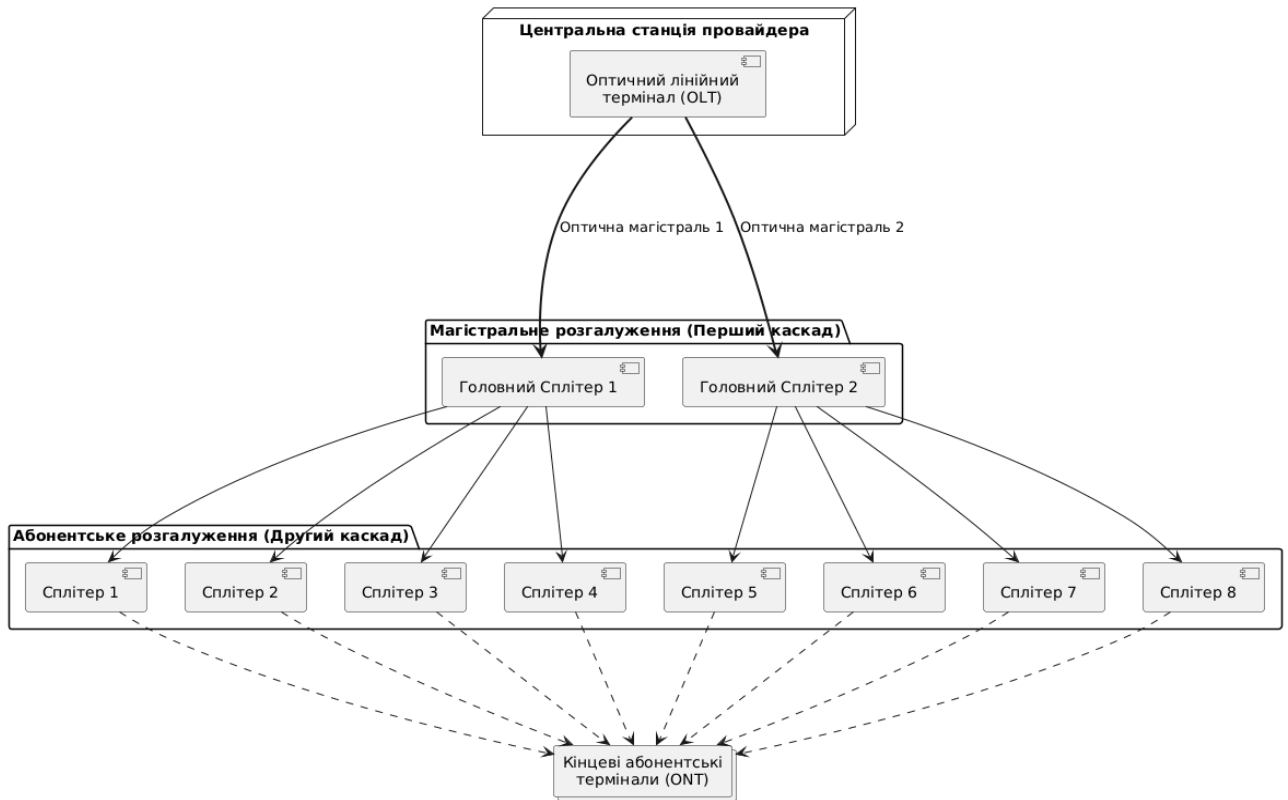 Центральна станція провайдера
Оптичний лінійний
термінал (OLT)
Оптична магістраль 1
Оптична магістраль 2
Магістральне розгалуження (Перший каскад)
Головний Сплітер 1
Головний Сплітер 2
Абонентське розгалуження (Другий каскад)
Сплітер 1
Сплітер 2
Сплітер 3
Сплітер 4
Сплітер 5
Сплітер 6
Сплітер 7
Сплітер 8
Кінцеві абонентські
термінали (ONT)